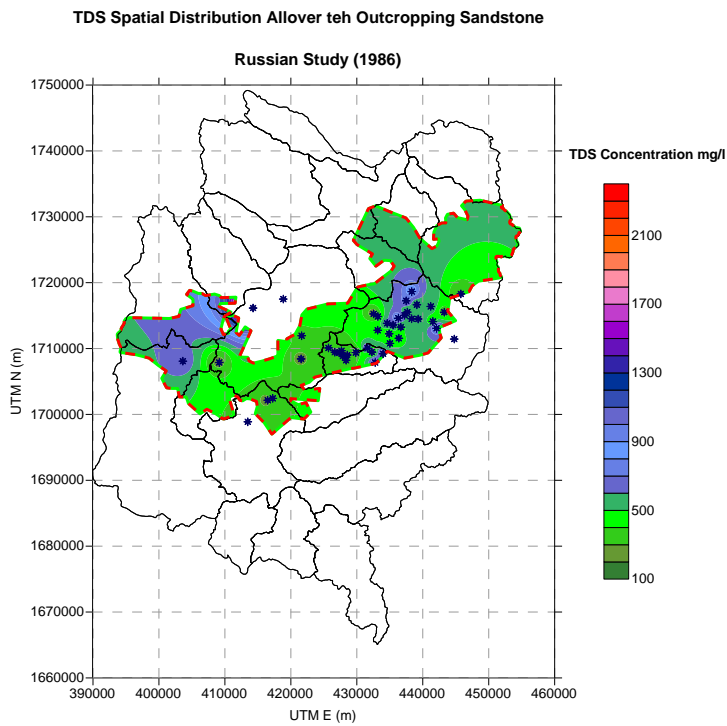 TDS Spatial Distribution Allover teh Outcropping Sandstone
Russian Study (1986)
TDS Concentration mg/l
2100
1700
1300
900
500
100
UTM N (m)
1750000
1740000
1730000
1720000
1710000
1700000
1690000
1680000
1670000
1660000
390000 400000 410000 420000 430000 440000 450000 460000
UTM E (m)